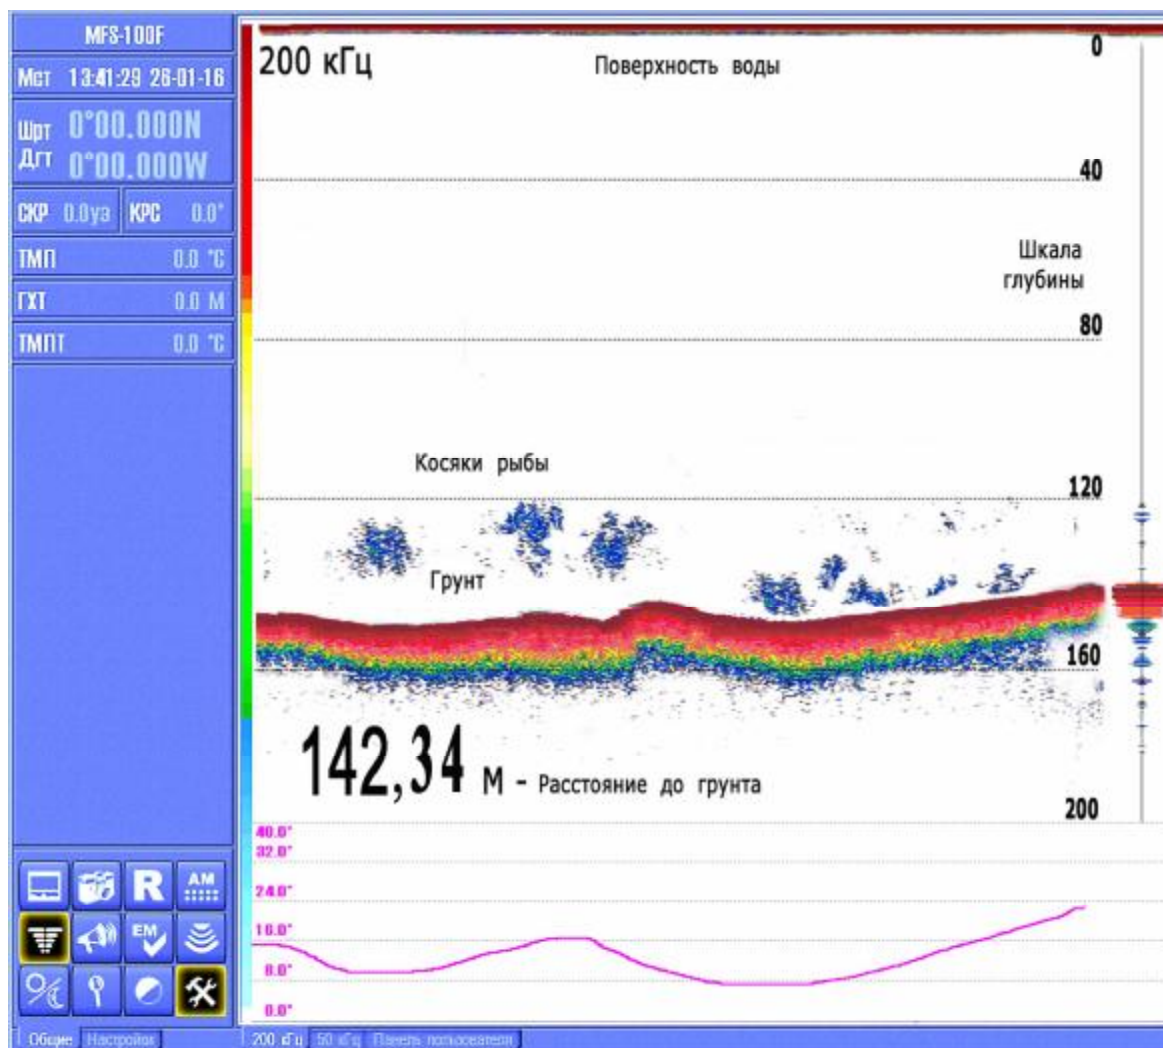 MFS-100F
Мст 13:41:29 26-01-16
Шрт 0°00.000N
Дгт 0°00.000W
СКР 0.0уз КРС 0.0°
ТМП 0.0 °C
ГХТ 0.0 М
ТМПТ 0.0 °C
R
AM
EM
Общие Настройки
200 кГц
Поверхность воды
0
40
Шкала
глубины
80
Косяки рыбы
120
Грунт
160
142,34 М - Расстояние до грунта
200
40.0°
32.0°
24.0°
16.0°
8.0°
0.0°
200 кГц 50 кГц Панель пользователя